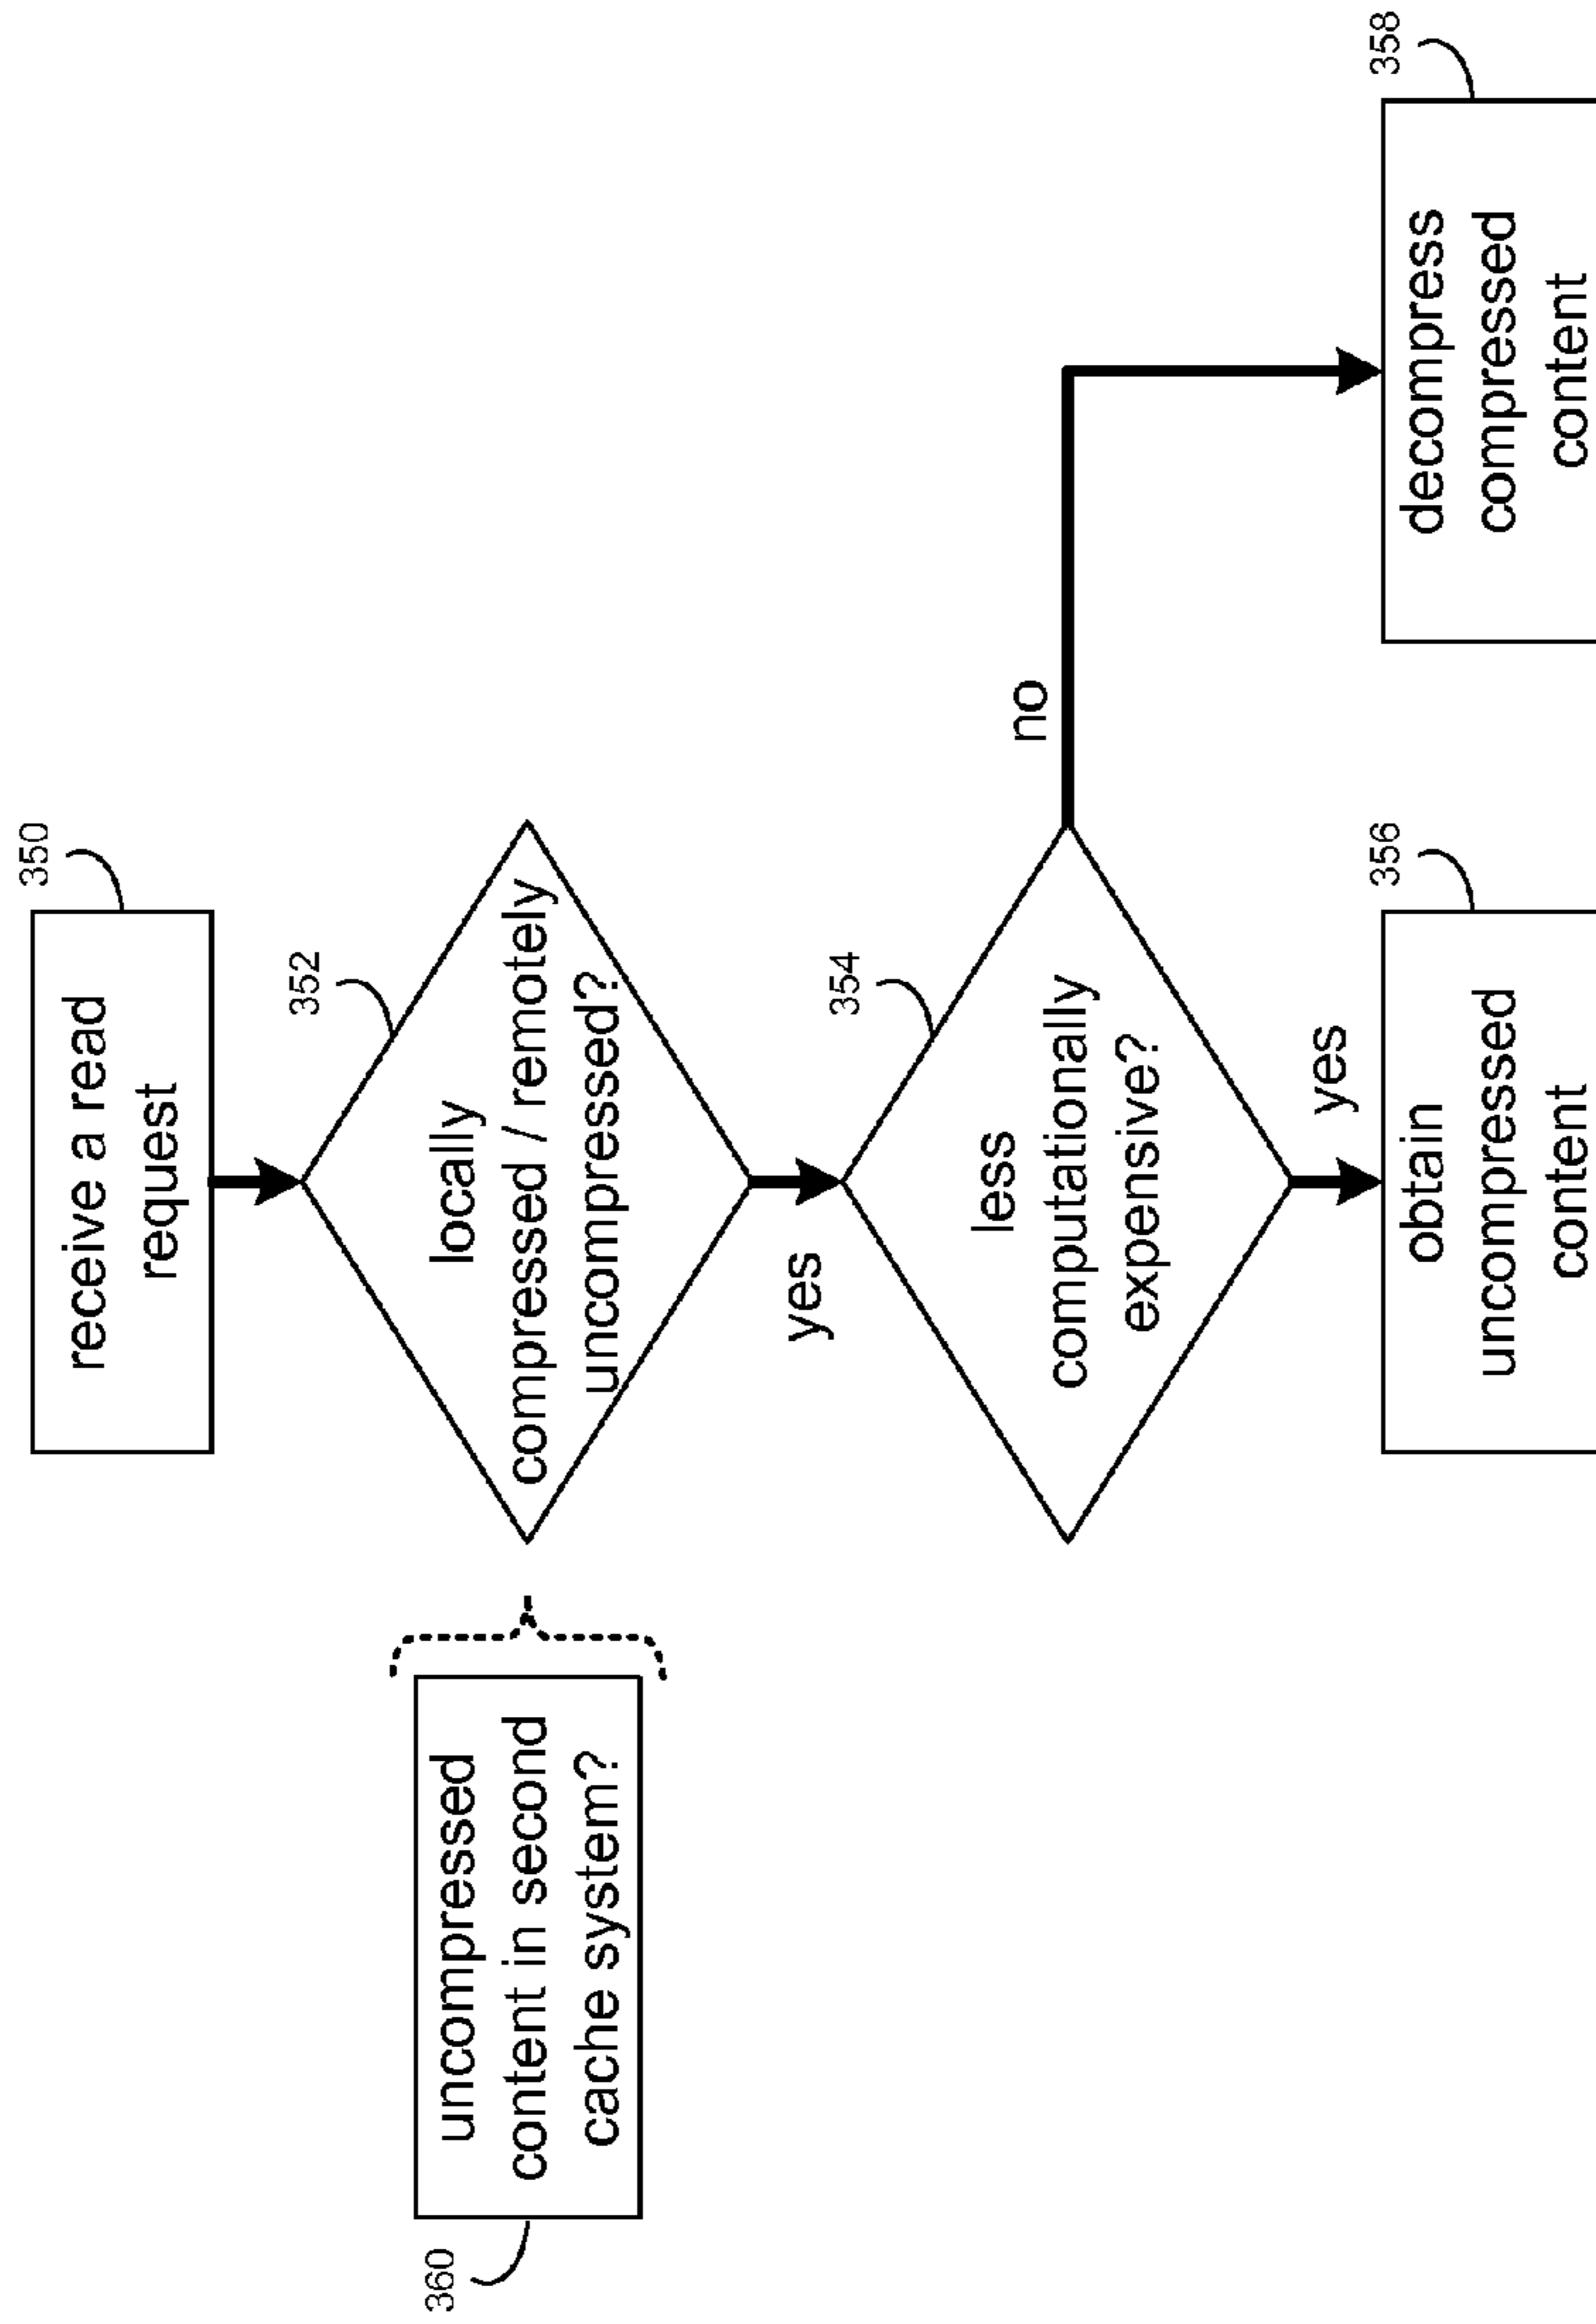 350
receive a read
request
352
locally
compressed / remotely
uncompressed?
360
uncompressed
content in second
cache system?
yes
354
less
computationally
expensive?
no
yes
356
obtain
uncompressed
content
358
decompress
compressed
content